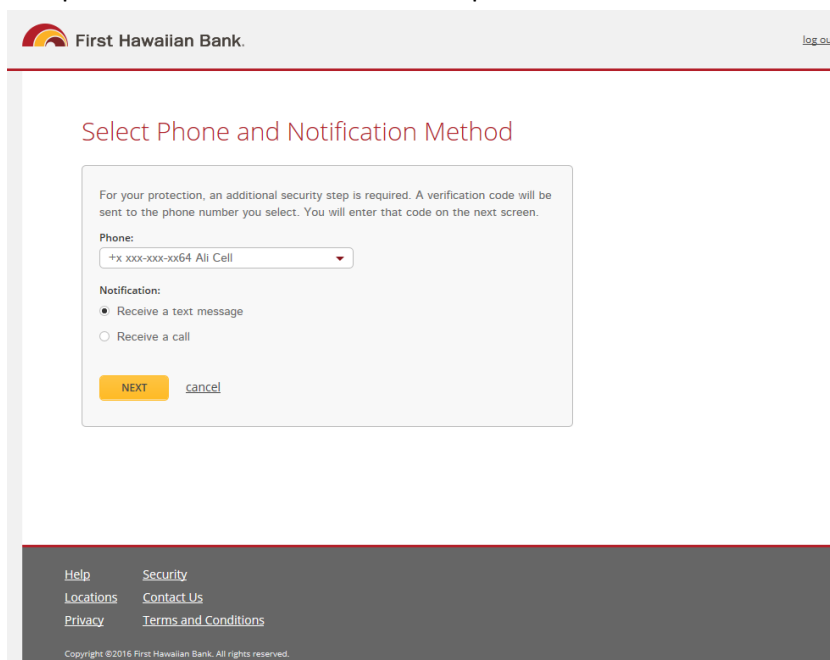 First Hawaiian Bank.
log ou
Select Phone and Notification Method
For your protection, an additional security step is required. A verification code will be
sent to the phone number you select. You will enter that code on the next screen.
Phone:
+x xxx-xxx-xx64 Ali Cell
Notification:
Receive a text message
Receive a call
NEXT cancel
Help Security
Locations Contact Us
Privacy Terms and Conditions
Copyright ©2016 First Hawaiian Bank. All rights reserved.